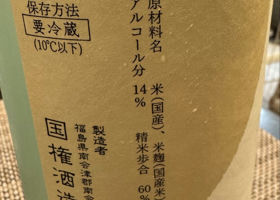 原材料名 米(国産)、米麹(国産米
アルコール分 14% 精米歩合 60%
保存方法
要冷蔵
(10℃以下)
製造者
福島県南会津郡南会
国権酒造